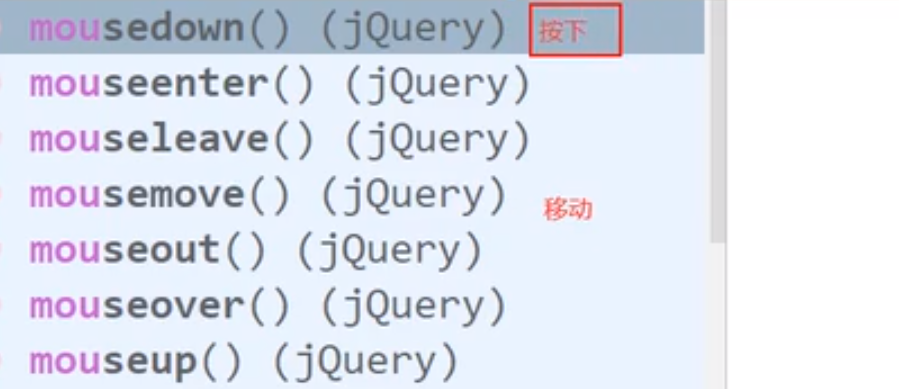 mousedown() (jQuery) 按下
mouseenter() (jQuery)
mouseleave() (jQuery)
mousemove() (jQuery) 移动
mouseout() (jQuery)
mouseover() (jQuery)
mouseup() (jQuery)